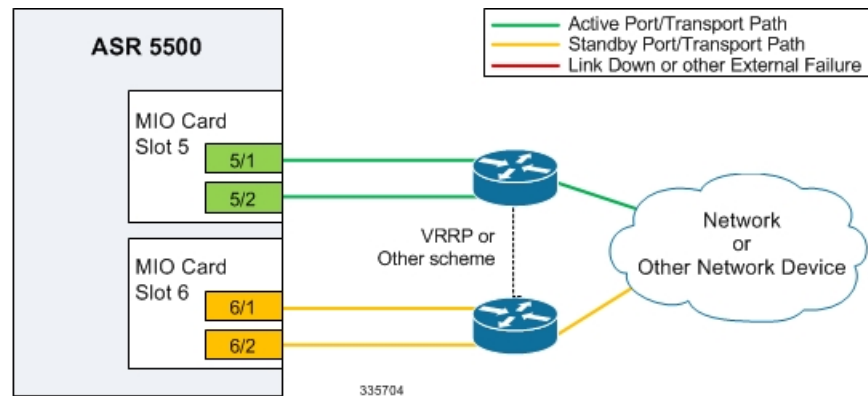 ASR 5500
Active Port/Transport Path
Standby Port/Transport Path
Link Down or other External Failure
MIO Card
Slot 5
5/1
5/2
VRRP or
Other scheme
Network
or
Other Network Device
MIO Card
Slot 6
6/1
6/2
335704